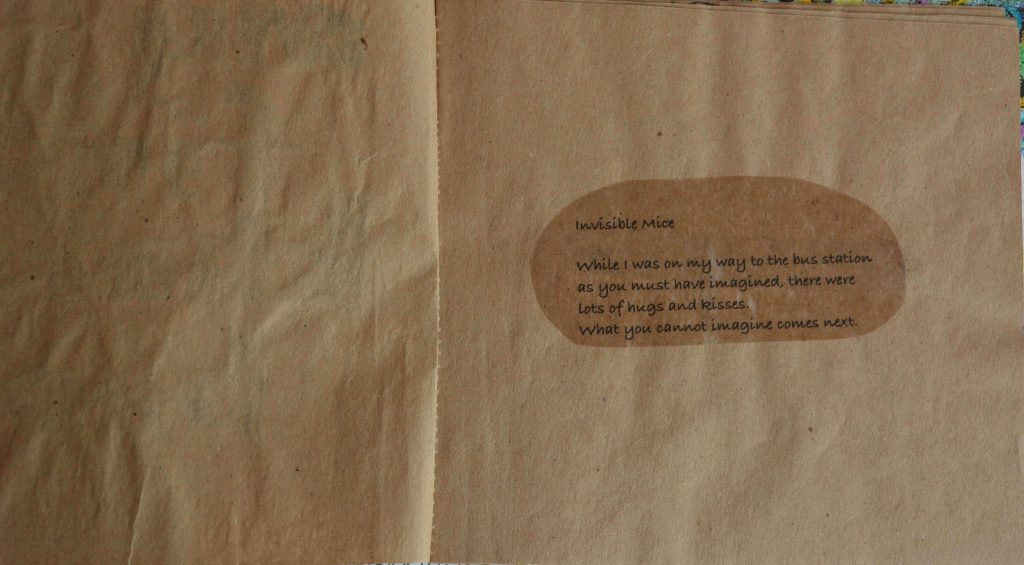 Invisible Mice
While I was on my way to the bus station
as you must have imagined, there were
lots of hugs and kisses.
What you cannot imagine comes next.